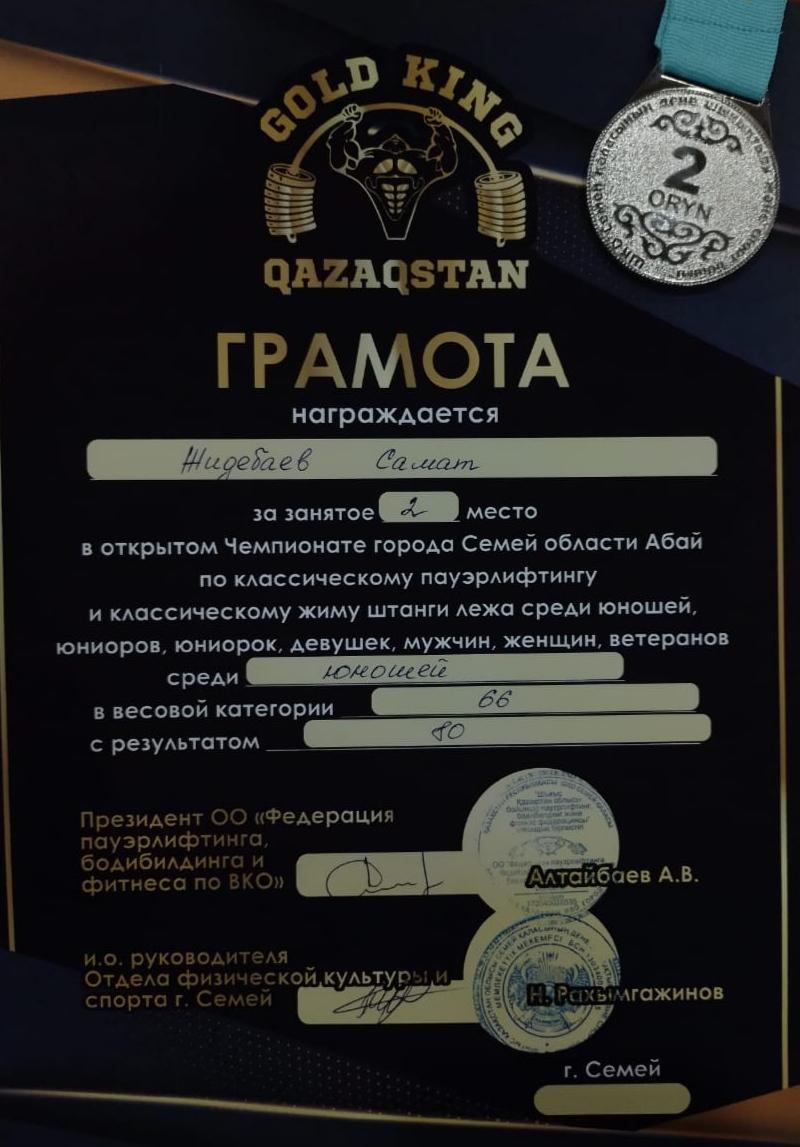 GOLD KING
QAZAQSTAN
2
ORYN
ГРАМОТА
награждается
Жидебаев Самат
за занятое 2 место
в открытом Чемпионате города Семей области Абай
по классическому пауэрлифтингу
и классическому жиму штанги лежа среди юношей,
юниоров, юниорок, девушек, мужчин, женщин, ветеранов
среди юношей
в весовой категории 66
с результатом 80
Президент ОО «Федерация
пауэрлифтинга,
бодибилдинга и
фитнеса по ВКО»
Алтайбаев А.В.
и.о. руководителя
Отдела физической культуры и
спорта г. Семей
Н. Рахымгажинов
г. Семей